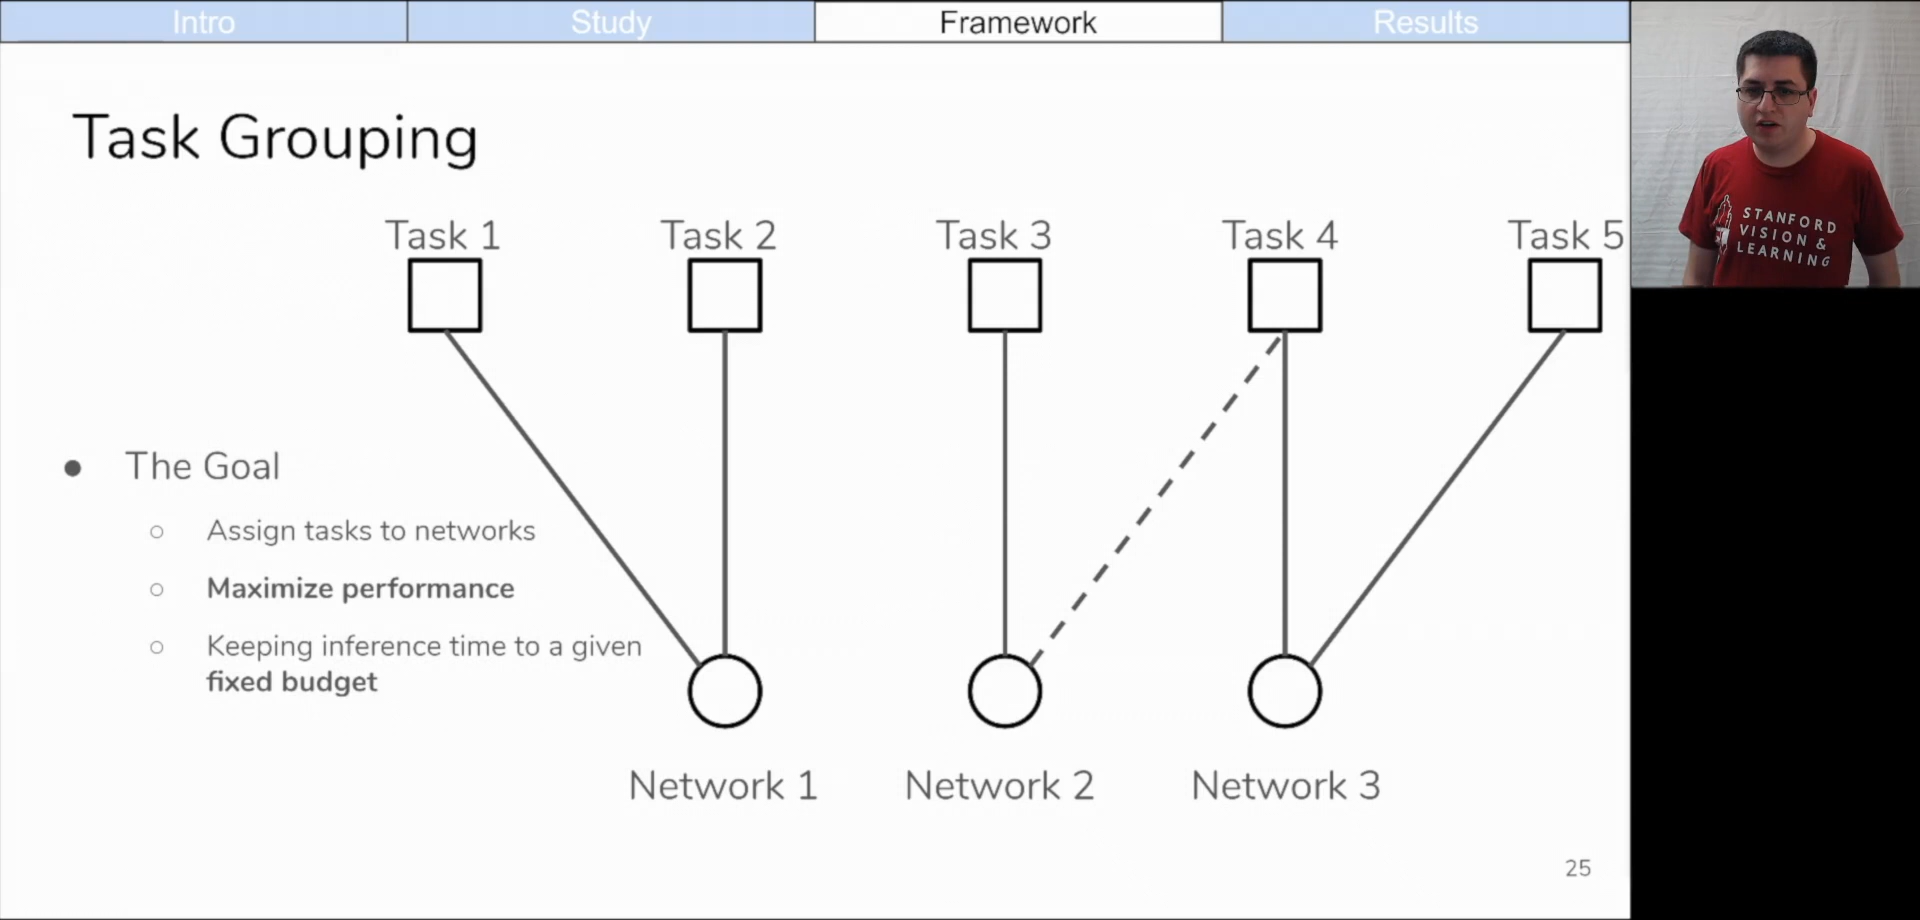 Intro Study Framework Results
Task Grouping
Task 1 Task 2 Task 3 Task 4 Task 5
The Goal
Assign tasks to networks
Maximize performance
Keeping inference time to a given
fixed budget
Network 1 Network 2 Network 3
25
STANFORD
VISION &
LEARNING